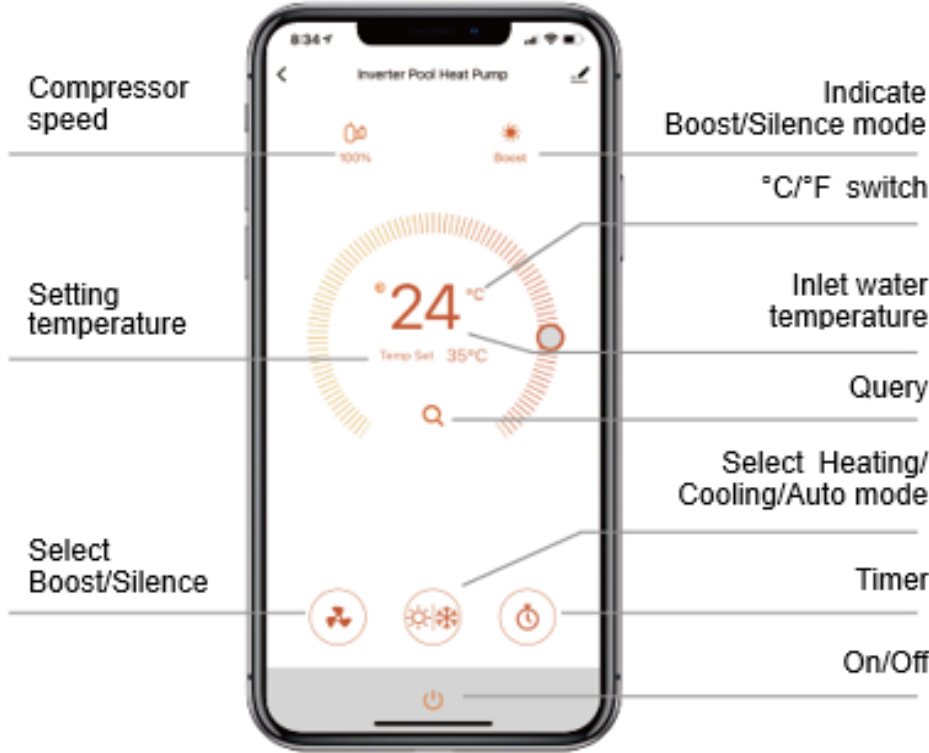 8:34
Inverter Pool Heat Pump
Compressor
speed
100%
Boost
Indicate
Boost/Silence mode
°C/°F switch
Setting
temperature
24 °C
Temp Set 35°C
Inlet water
temperature
Query
Select Heating/
Cooling/Auto mode
Select
Boost/Silence
Timer
On/Off